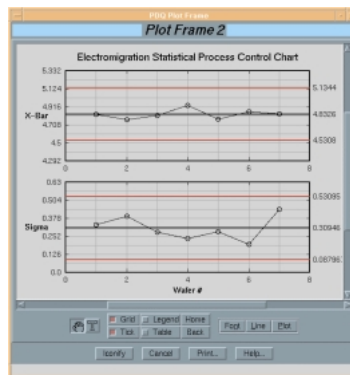 PDQ Plot Frame
Plot Frame 2
Electromigration Statistical Process Control Chart
5.332
5.124
4.916
4.708
4.5
4.292
X-Bar
5.1344
4.8326
4.5308
0 2 4 6 8
0.63
0.504
0.378
0.252
0.126
0.0
Sigma
0.53095
0.30946
0 2 4 6 8
Wafer #
Grid Legend Home
Tick Table Back
Font Line Plot
Iconify Cancel Print... Help...